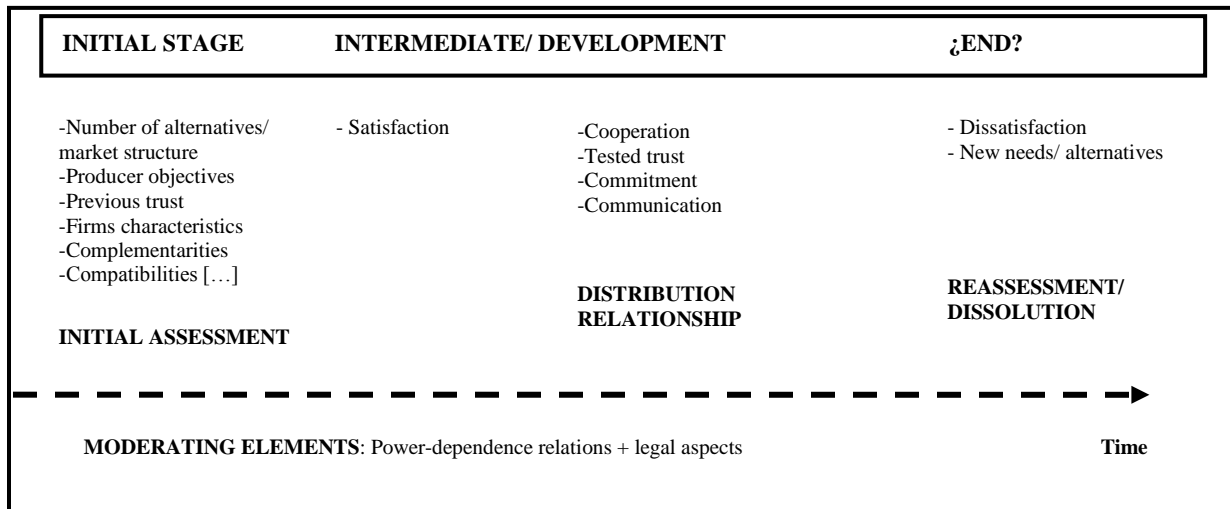 INITIAL STAGE INTERMEDIATE/ DEVELOPMENT ¿END?
-Number of alternatives/
market structure
-Producer objectives
-Previous trust
-Firms characteristics
-Complementarities
-Compatibilities […]
INITIAL ASSESSMENT
- Satisfaction
-Cooperation
-Tested trust
-Commitment
-Communication
DISTRIBUTION
RELATIONSHIP
- Dissatisfaction
- New needs/ alternatives
REASSESSMENT/
DISSOLUTION
MODERATING ELEMENTS: Power-dependence relations + legal aspects
Time